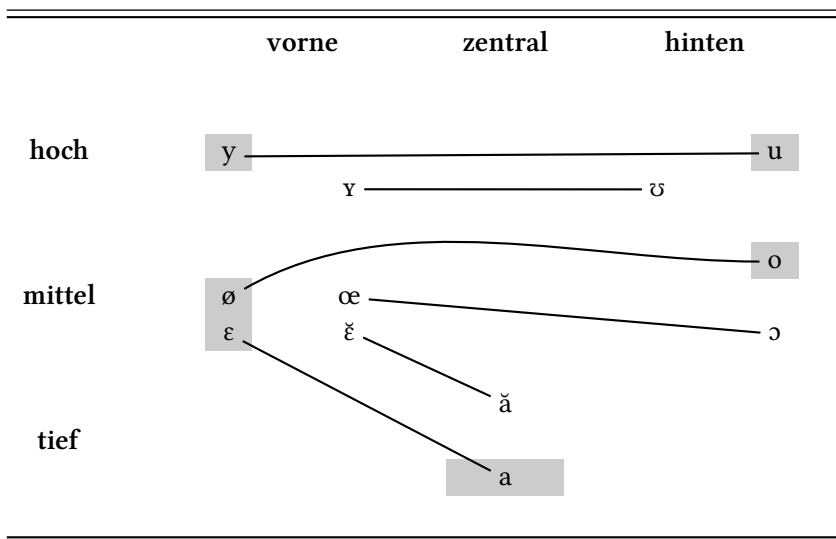 vorne zentral hinten
hoch y u
ʏ ʊ
o
mittel ø œ
ɛ ɛ̆ ɔ
ă
tief
a